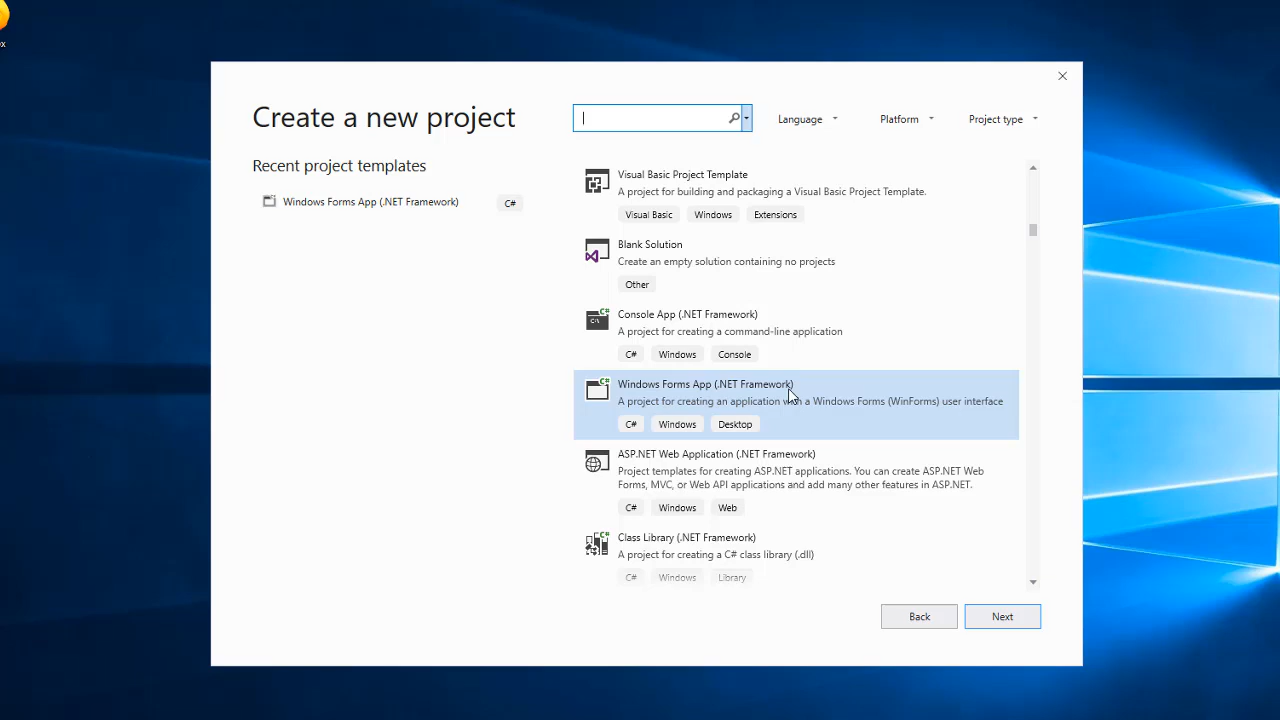 Create a new project
Language
Platform
Project type
Recent project templates
Windows Forms App (.NET Framework)
C#
Visual Basic Project Template
A project for building and packaging a Visual Basic Project Template.
Visual Basic Windows Extensions
Blank Solution
Create an empty solution containing no projects
Other
C#
C:\
Console App (.NET Framework)
A project for creating a command-line application
C# Windows Console
C#
Windows Forms App (.NET Framework)
A project for creating an application with a Windows Forms (WinForms) user interface
C# Windows Desktop
ASP.NET Web Application (.NET Framework)
Project templates for creating ASP.NET applications. You can create ASP.NET Web
Forms, MVC, or Web API applications and add many other features in ASP.NET.
C# Windows Web
C#
Class Library (.NET Framework)
A project for creating a C# class library (.dll)
C# Windows Library
Back
Next